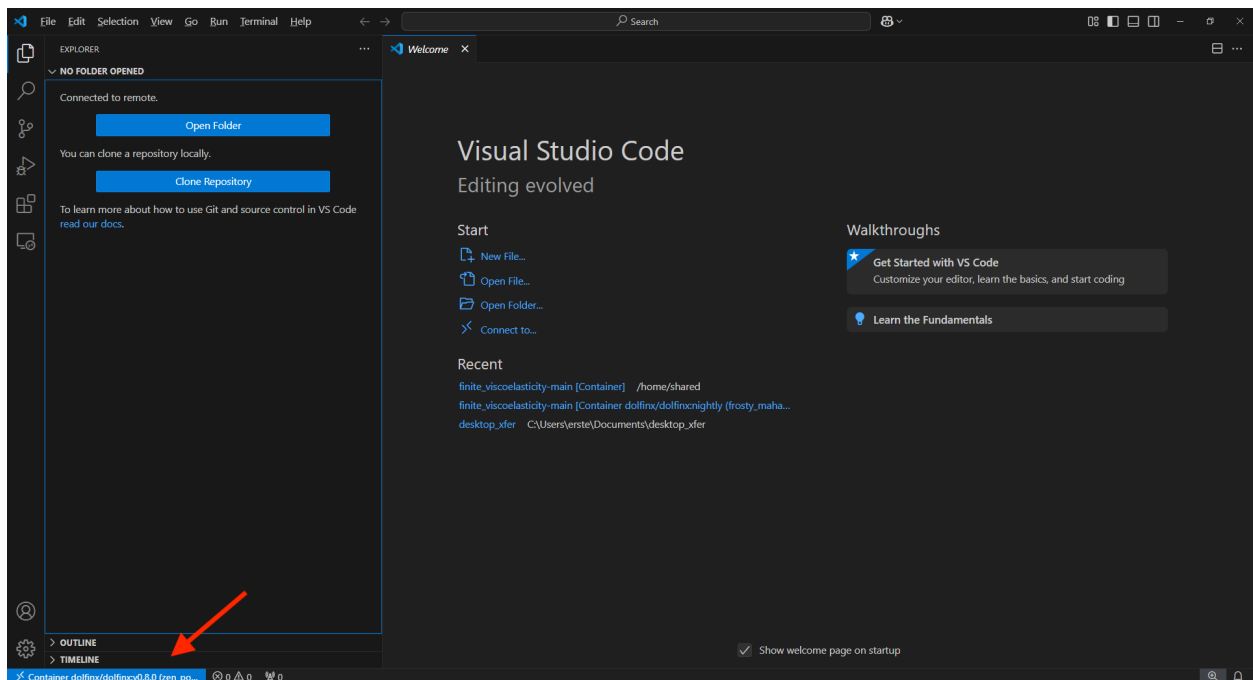 File Edit Selection View Go Run Terminal Help
Search
EXPLORER
Welcome
NO FOLDER OPENED
Connected to remote.
Open Folder
You can clone a repository locally.
Clone Repository
To learn more about how to use Git and source control in VS Code
read our docs.
Visual Studio Code
Editing evolved
Start
New File...
Open File...
Open Folder...
Connect to...
Recent
finite_viscoelasticity-main [Container] /home/shared
finite_viscoelasticity-main [Container dolfinx/dolfinx:nightly (frosty_maha...
desktop_xfer C:\Users\erste\Documents\desktop_xfer
Walkthroughs
Get Started with VS Code
Customize your editor, learn the basics, and start coding
Learn the Fundamentals
Show welcome page on startup
OUTLINE
TIMELINE
Container dolfinx/dolfinx:v0.8.0 (zen_po... 0 0 0